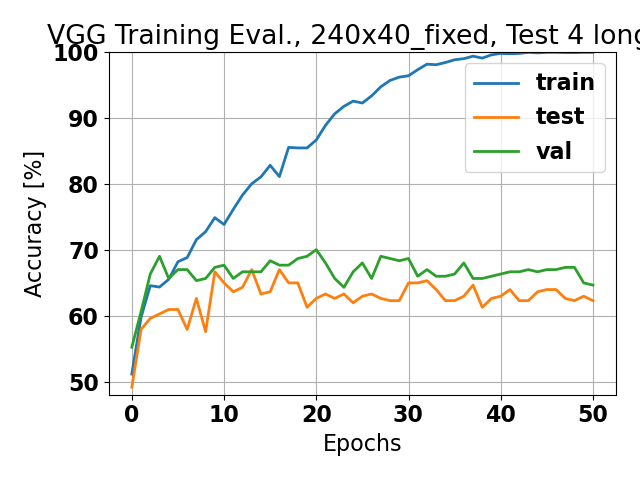 VGG Training Eval., 240x40_fixed, Test 4 long
100
90
80
70
60
50
Accuracy [%]
train
test
val
0 10 20 30 40 50
Epochs